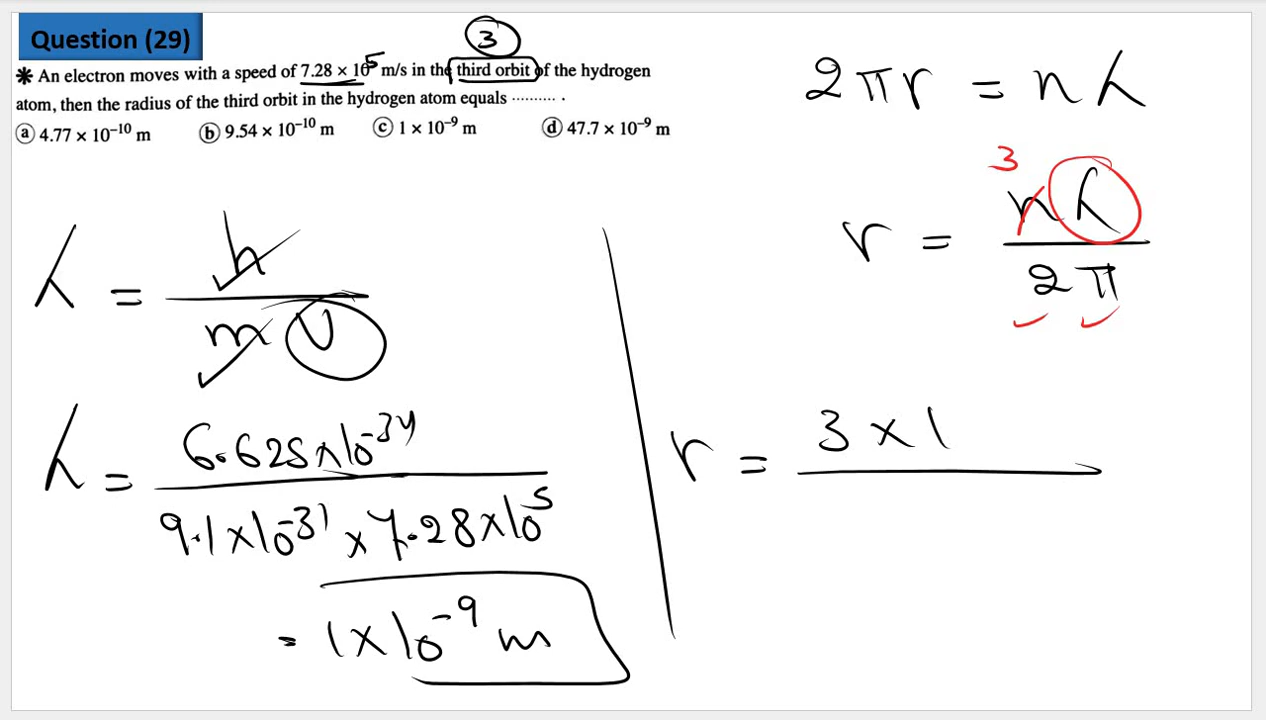 Question (29)
3
✱ An electron moves with a speed of 7.28 × 10⁵ m/s in the third orbit of the hydrogen
atom, then the radius of the third orbit in the hydrogen atom equals .......... .
ⓐ 4.77 × 10⁻¹⁰ m ⓑ 9.54 × 10⁻¹⁰ m ⓒ 1 × 10⁻⁹ m ⓓ 47.7 × 10⁻⁹ m
λ = h / m v
λ = 6.625 × 10⁻³⁴ / 9.1 × 10⁻³¹ × 7.28 × 10⁵
= 1 × 10⁻⁹ m
2πr = nλ
3
r = nλ / 2π
r = 3 × 1